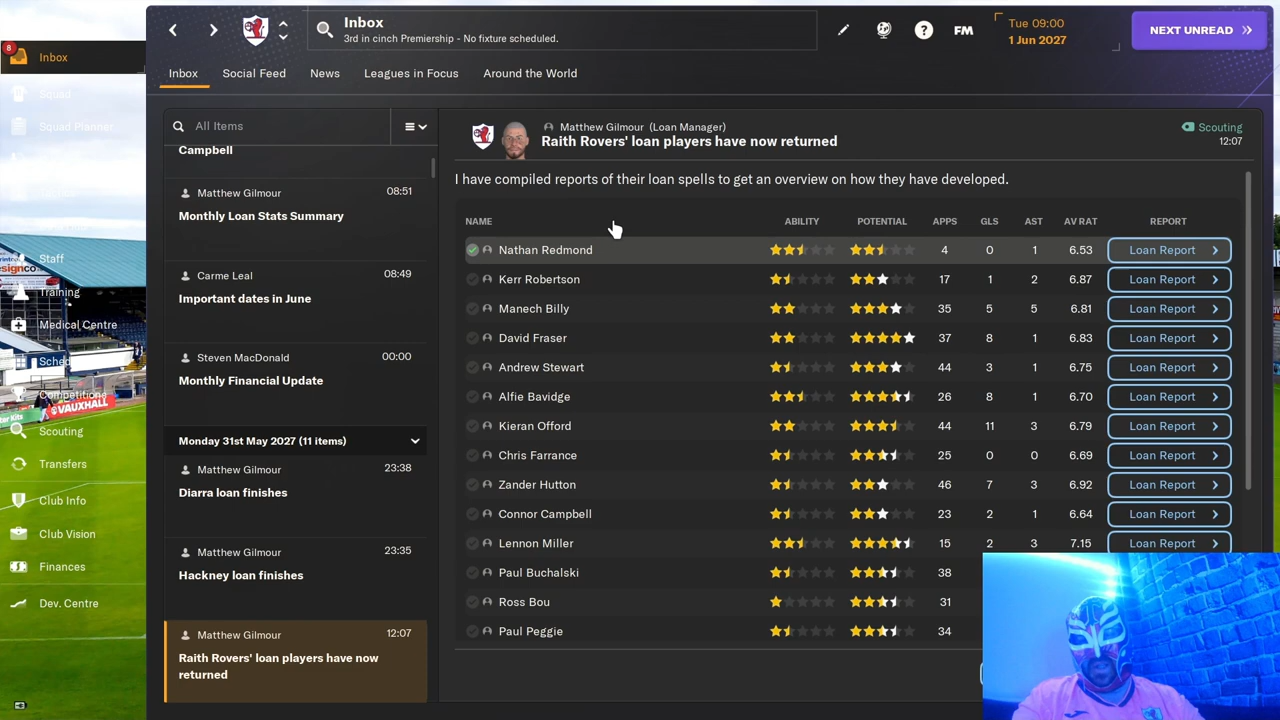 Inbox
3rd in cinch Premiership - No fixture scheduled.
FM
Tue 09:00
1 Jun 2027
NEXT UNREAD
8
Inbox
Squad
Squad Planner
Staff
Training
Medical Centre
Sched
Competitions
VAUXHALL
Scouting
Transfers
Club Info
Club Vision
Finances
Dev. Centre
Inbox Social Feed News Leagues in Focus Around the World
All Items
Campbell
Matthew Gilmour 08:51
Monthly Loan Stats Summary
Carme Leal 08:49
Important dates in June
Steven MacDonald 00:00
Monthly Financial Update
Monday 31st May 2027 (11 items)
Matthew Gilmour 23:38
Diarra loan finishes
Matthew Gilmour 23:35
Hackney loan finishes
Matthew Gilmour 12:07
Raith Rovers' loan players have now
returned
Matthew Gilmour (Loan Manager)
Raith Rovers' loan players have now returned
Scouting
12:07
I have compiled reports of their loan spells to get an overview on how they have developed.
NAME ABILITY POTENTIAL APPS GLS AST AV RAT REPORT
Nathan Redmond 4 0 1 6.53 Loan Report
Kerr Robertson 17 1 2 6.87 Loan Report
Manech Billy 35 5 5 6.81 Loan Report
David Fraser 37 8 1 6.83 Loan Report
Andrew Stewart 44 3 1 6.75 Loan Report
Alfie Bavidge 26 8 1 6.70 Loan Report
Kieran Offord 44 11 3 6.79 Loan Report
Chris Farrance 25 0 0 6.69 Loan Report
Zander Hutton 46 7 3 6.92 Loan Report
Connor Campbell 23 2 1 6.64 Loan Report
Lennon Miller 15 2 3 7.15 Loan Report
Paul Buchalski 38
Ross Bou 31
Paul Peggie 34